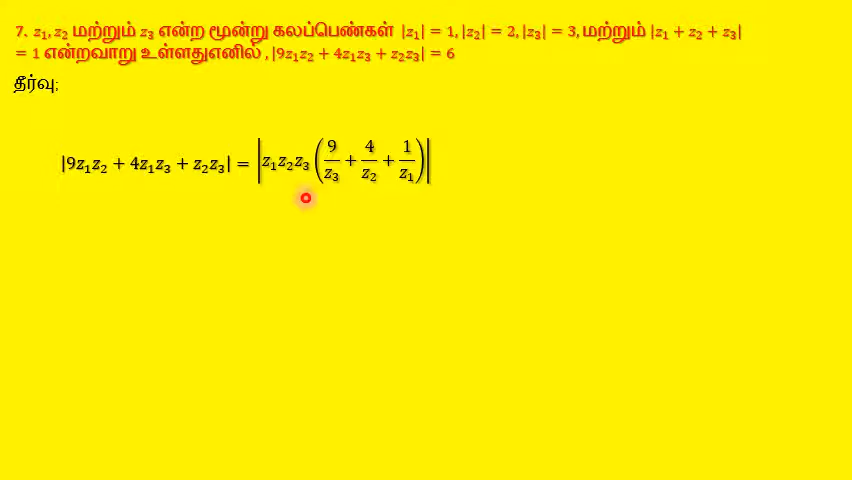 7. z₁, z₂ மற்றும் z₃ என்ற மூன்று கலப்பெண்கள் |z₁| = 1, |z₂| = 2, |z₃| = 3, மற்றும் |z₁ + z₂ + z₃|
= 1 என்றவாறு உள்ளதுஎனில் , |9z₁z₂ + 4z₁z₃ + z₂z₃| = 6
தீர்வு;
|9z₁z₂ + 4z₁z₃ + z₂z₃| = |z₁z₂z₃ (9/z₃ + 4/z₂ + 1/z₁)|